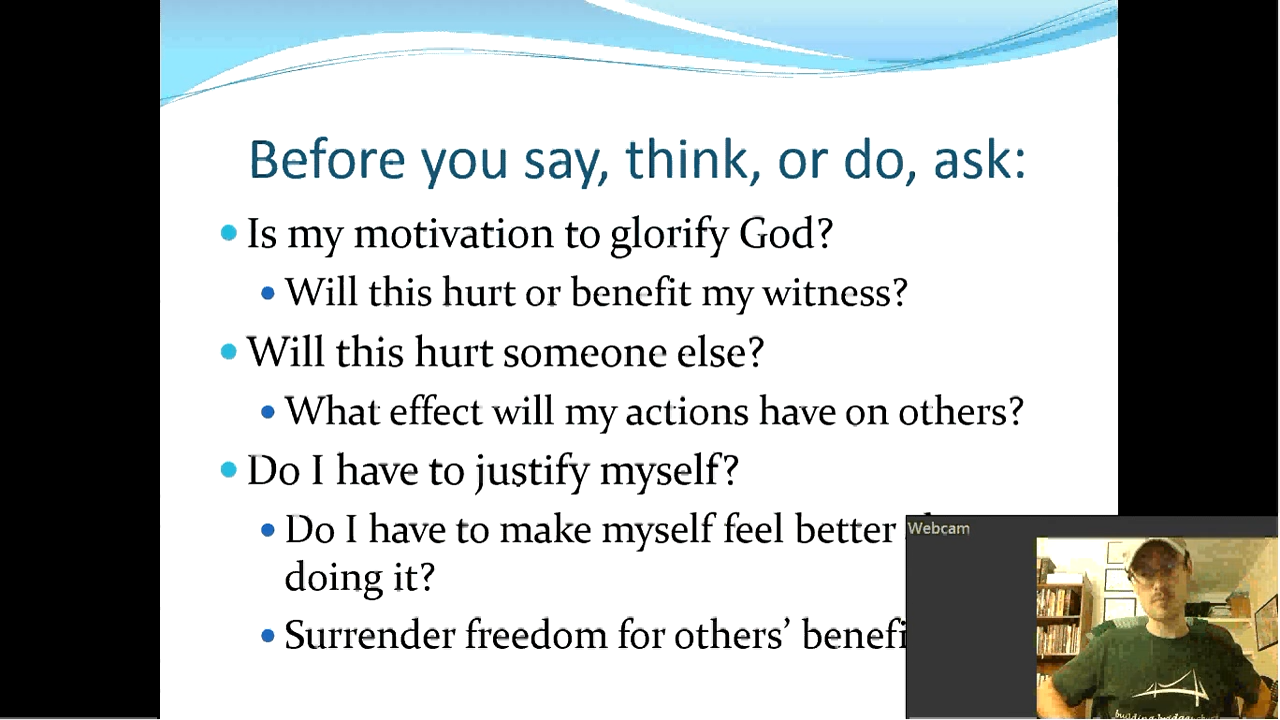 Before you say, think, or do, ask:
Is my motivation to glorify God?
Will this hurt or benefit my witness?
Will this hurt someone else?
What effect will my actions have on others?
Do I have to justify myself?
Do I have to make myself feel better
doing it?
Surrender freedom for others’
Webcam
building bridges